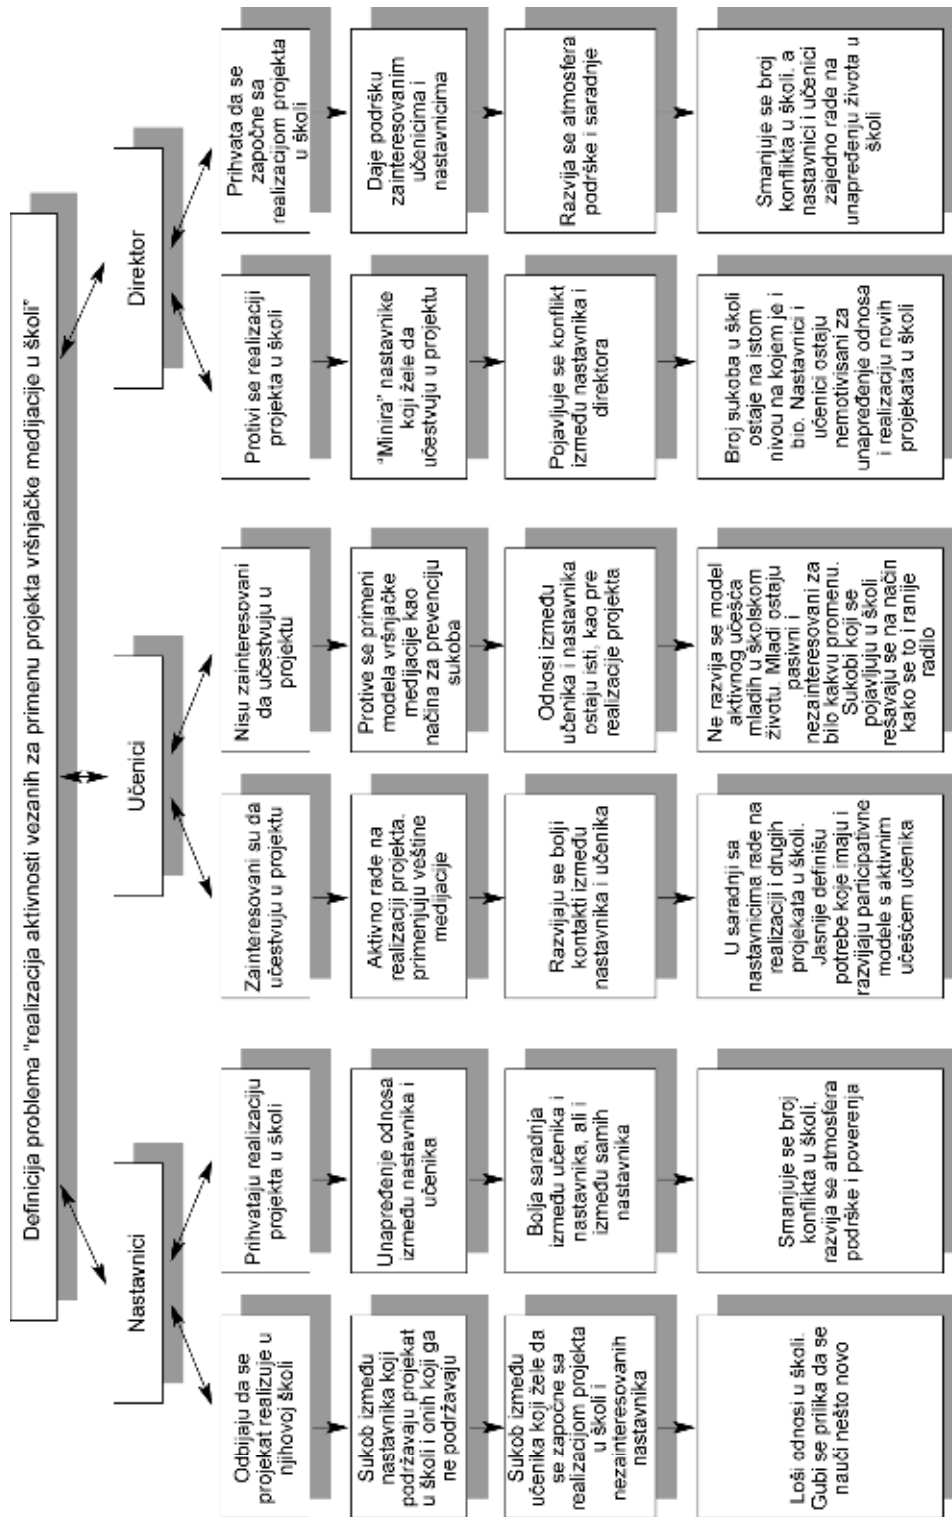 Definicija problema "realizacija aktivnosti vezanih za primenu projekta vršnjačke medijacije u školi"
Nastavnici
Učenici
Direktor
Odbijaju da se
projekat realizuje u
njihovoj školi
Prihvataju realizaciju
projekta u školi
Zainteresovani su da
učestvuju u projektu
Nisu zainteresovani
da učestvuju u
projektu
Protivi se realizaciji
projekta u školi
Prihvata da se
započne sa
realizacijom projekta
u školi
Sukob između
nastavnika koji
podržavaju projekat
u školi i onih koji ga
ne podržavaju
Unapređenje odnosa
između nastavnika i
učenika
Aktivno rade na
realizaciji projekta.
primenjuju veštine
medijacije
Protive se primeni
modela vršnjačke
medijacije kao
načina za prevenciju
sukoba
"Minira" nastavnike
koji žele da
učestvuju u projektu
Daje podršku
zainteresovanim
učenicima i
nastavnicima
Sukob između
učenika koji žele da
se započne sa
realizacijom projekta
u školi i
nezainteresovanih
nastavnika
Bolja saradnja
između učenika i
nastavnika, ali i
između samih
nastavnika
Razvijaju se bolji
kontakti između
nastavnika i učenika
Odnosi između
učenika i nastavnika
ostaju isti, kao pre
realizacije projekta
Pojavljuje se konflikt
između nastavnika i
direktora
Razvija se atmosfera
podrške i saradnje
Loši odnosi u školi.
Gubi se prilika da se
nauči nešto novo
Smanjuje se broj
konflikta u školi,
razvija se atmosfera
podrške i poverenja
U saradnji sa
nastavnicima rade na
realizaciji i drugih
projekata u školi.
Jasnije definišu
potrebe koje imaju i
razvijaju participativne
modele s aktivnim
učešćem učenika
Ne razvija se model
aktivnog učešća
mladih u školskom
životu. Mladi ostaju
pasivni i
nezainteresovani za
bilo kakvu promenu.
Sukobi koji se
pojavljuju u školi
rešavaju se na način
kako se to i ranije
radilo
Broj sukoba u školi
ostaje na istom
nivou na kojem je i
bio. Nastavnici i
učenici ostaju
nemotivisani za
unapređenje odnosa
i realizaciju novih
projekata u školi
Smanjuje se broj
konflikta u školi. a
nastavnici i učenici
zajedno rade na
unapređenju života u
školi